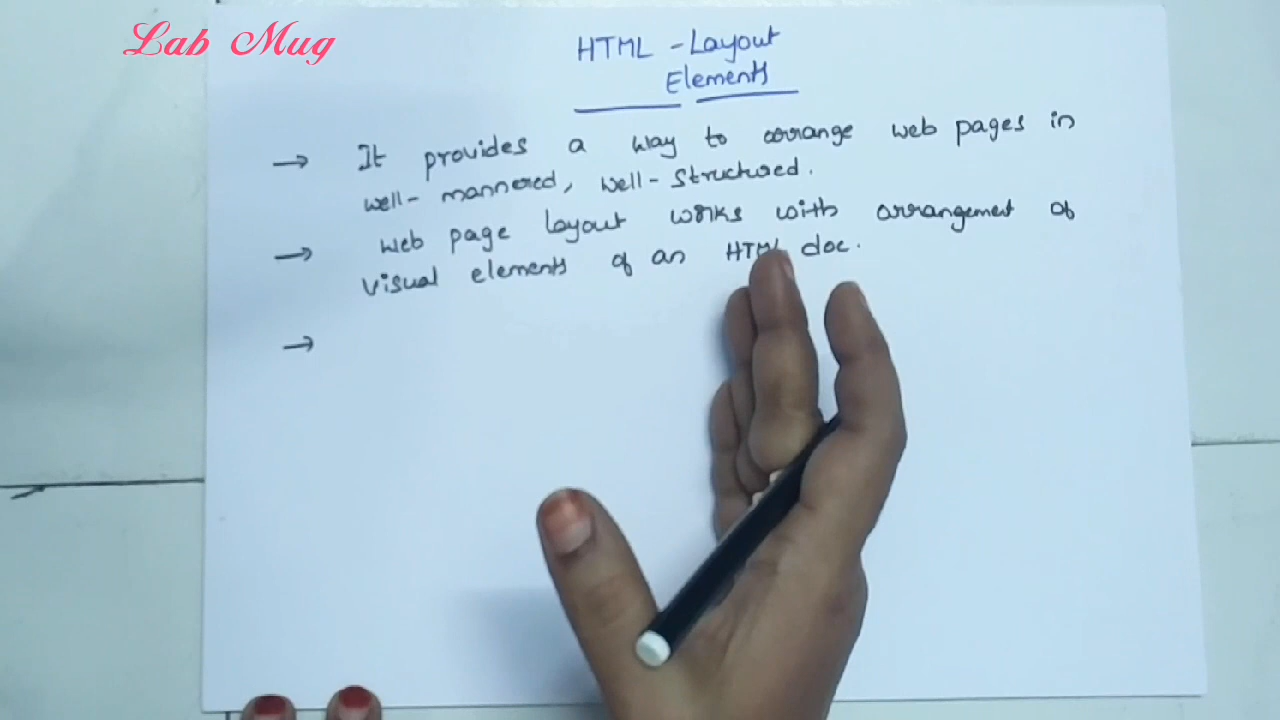 Lab Mug
HTML - Layout
Elements
→ It provides a way to arrange web pages in
well-mannered, well-structured.
→ Web page layout works with arrangement of
visual elements of an HTML doc.
→